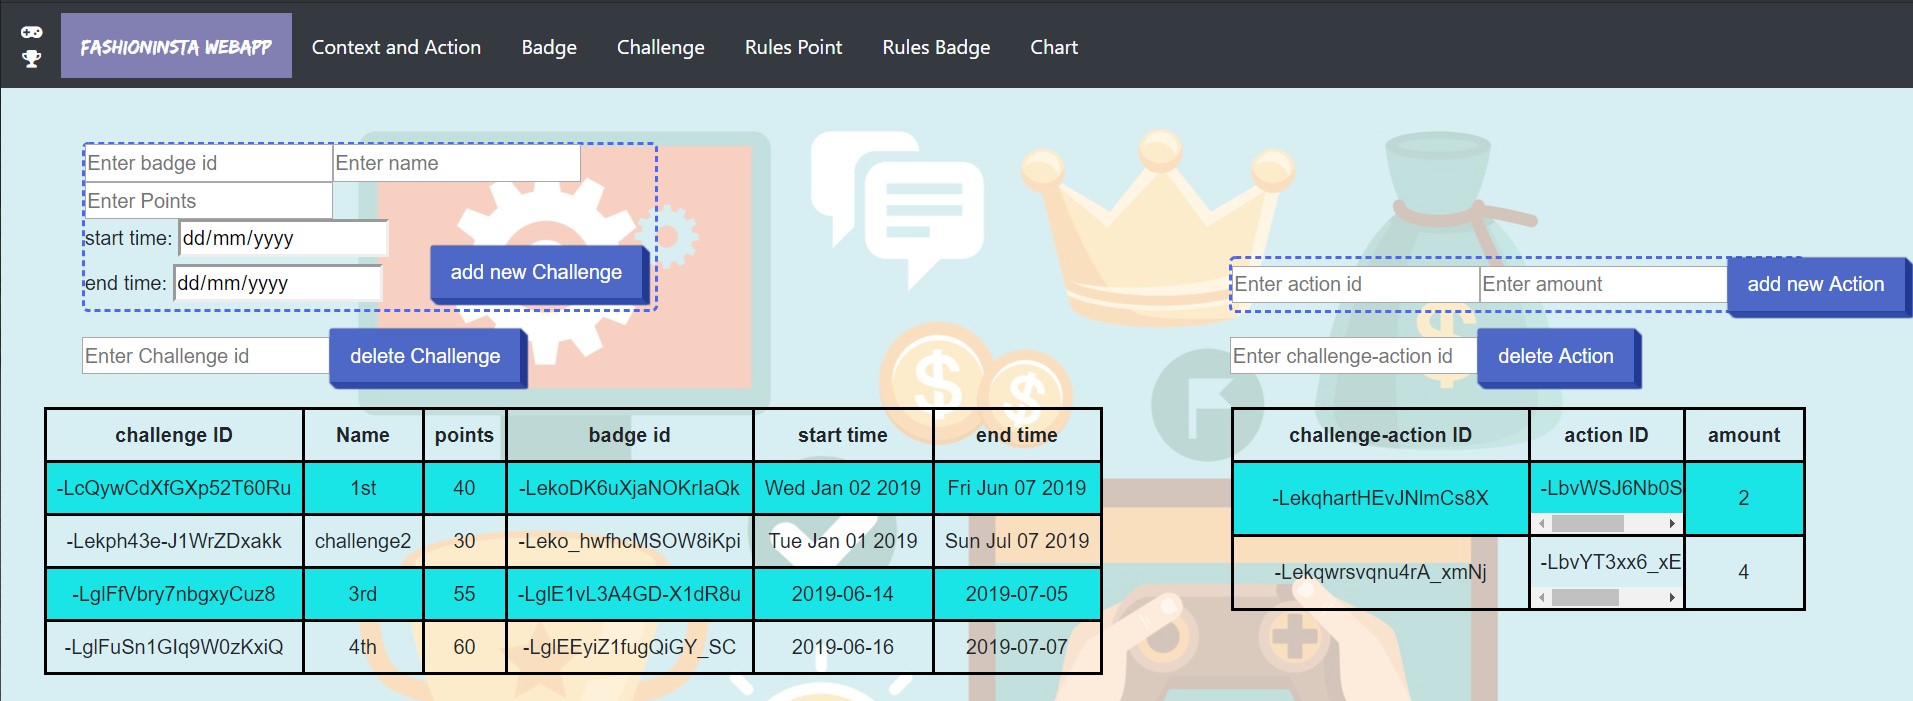 FASHIONINSTA WEBAPP Context and Action Badge Challenge Rules Point Rules Badge Chart
Enter badge id Enter name
Enter Points
start time: dd/mm/yyyy
end time: dd/mm/yyyy
add new Challenge
Enter Challenge id delete Challenge
challenge ID Name points badge id start time end time
-LcQywCdXfGXp52T60Ru 1st 40 -LekoDK6uXjaNOKrIaQk Wed Jan 02 2019 Fri Jun 07 2019
-Lekph43e-J1WrZDxakk challenge2 30 -Leko_hwfhcMSOW8iKpi Tue Jan 01 2019 Sun Jul 07 2019
-LglFfVbry7nbgxyCuz8 3rd 55 -LglE1vL3A4GD-X1dR8u 2019-06-14 2019-07-05
-LglFuSn1GIq9W0zKxiQ 4th 60 -LglEEyiZ1fugQiGY_SC 2019-06-16 2019-07-07
Enter action id Enter amount add new Action
Enter challenge-action id delete Action
challenge-action ID action ID amount
-LekqhartHEvJNlmCs8X -LbvWSJ6Nb0S 2
-Lekqwrsvqnu4rA_xmNj -LbvYT3xx6_xE 4